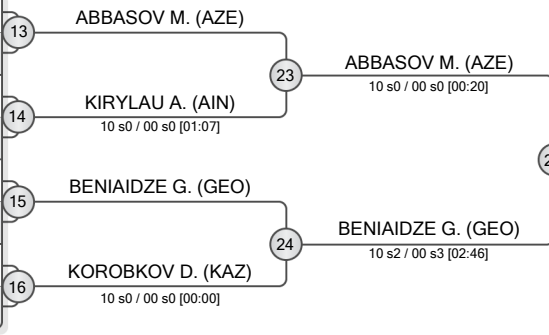 13
ABBASOV M. (AZE)
23
ABBASOV M. (AZE)
10 s0 / 00 s0 [00:20]
14
KIRYLAU A. (AIN)
10 s0 / 00 s0 [01:07]
15
BENIAIDZE G. (GEO)
24
BENIAIDZE G. (GEO)
10 s2 / 00 s3 [02:46]
16
KOROBKOV D. (KAZ)
10 s0 / 00 s0 [00:00]